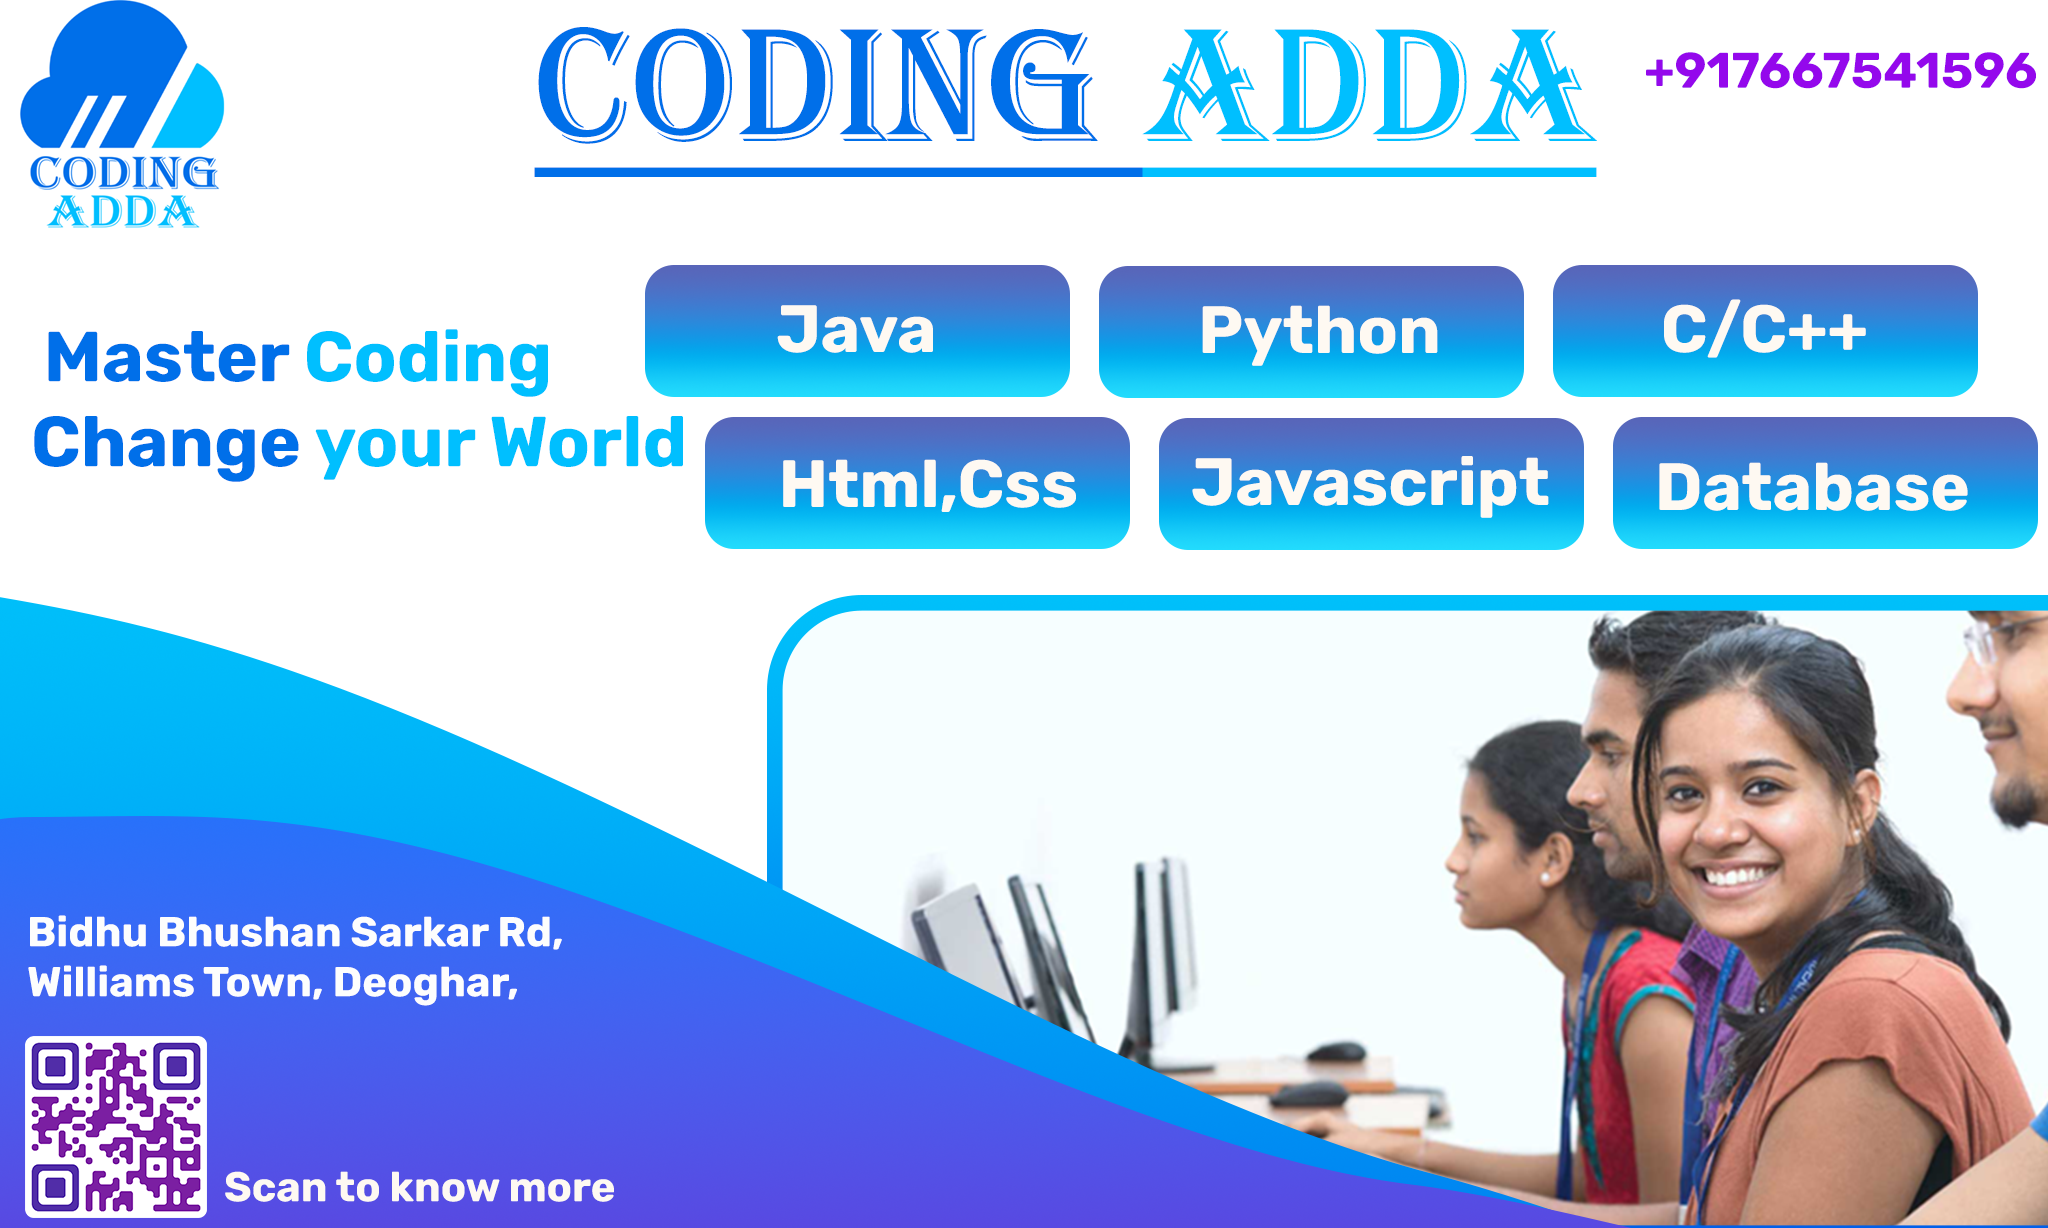 CODING
ADDA
CODING ADDA
+917667541596
Master Coding
Change your World
Java
Python
C/C++
Html,Css
Javascript
Database
Bidhu Bhushan Sarkar Rd,
Williams Town, Deoghar,
Scan to know more